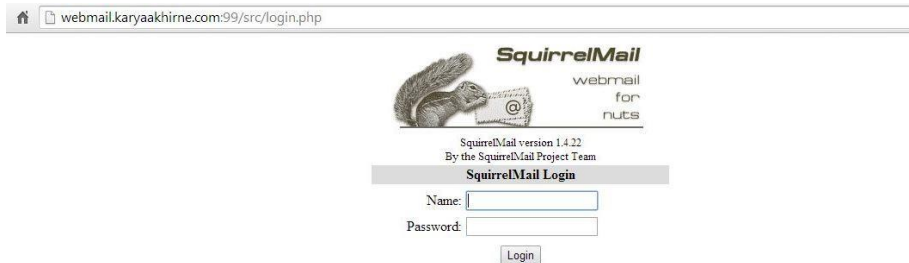 webmail.karyaakhirne.com:99/src/login.php
SquirrelMail
webmail
for
nuts
@
SquirrelMail version 1.4.22
By the SquirrelMail Project Team
SquirrelMail Login
Name:
Password:
Login